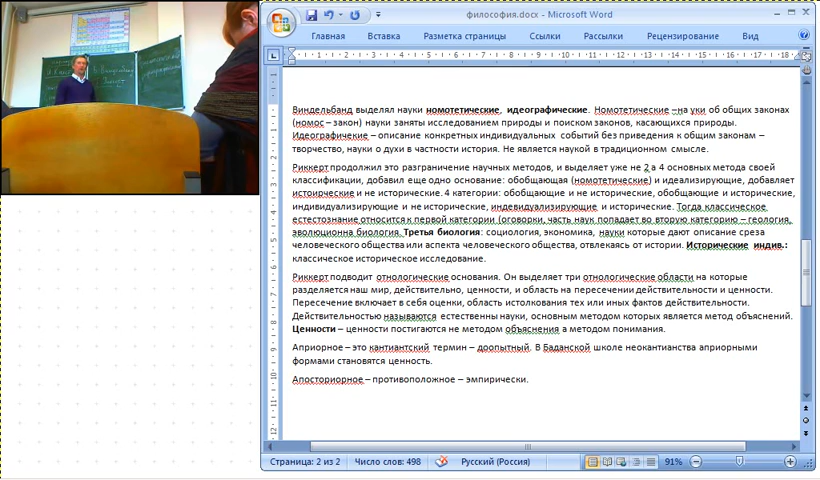 философия.docx - Microsoft Word
Главная Вставка Разметка страницы Ссылки Рассылки Рецензирование Вид
Виндельбанд выделял науки номотетические, идеографические. Номотетические –на уки об общих законах
(номос – закон) науки заняты исследованием природы и поиском законов, касающихся природы.
Идеографичекие – описание конкретных индивидуальных событий без приведения к общим законам –
творчество, науки о духи в частности история. Не является наукой в традиционном смысле.
Риккерт продолжил это разграничение научных методов, и выделяет уже не 2 а 4 основных метода своей
классификации, добавил еще одно основание: обобщающая (номотетические) и идеализирующие, добавляет
истоирческие и не исторические. 4 категории: обобщающие и не исторические, обобщающие и исторические,
индивидуализирующие и не исторические, индевидуализирующие и исторические. Тогда классическое
естестознание относится к первой категории (оговорки, часть наук попадает во вторую категорию – геология,
эволюционна биология. Третья биология: социология, экономика, науки которые дают описание среза
человеческого общества или аспекта человеческого общества, отвлекаясь от истории. Исторические индив.:
классическое историческое исследование.
Риккерт подводит отнологические основания. Он выделяет три отнологические области на которые
разделяется наш мир, действительно, ценности, и область на пересечении действительности и ценности.
Пересечение включает в себя оценки, область истолкования тех или иных фактов действительности.
Действительностью называются естественные науки, основным методом которых является метод объяснений.
Ценности – ценности постигаются не методом объяснения а методом понимания.
Априорное – это кантиантский термин – доопытный. В Баданской школе неокантианства априорными
формами становятся ценность.
Апосториорное – противоположное – эмпирически.
Страница: 2 из 2 Число слов: 498 Русский (Россия) 91%